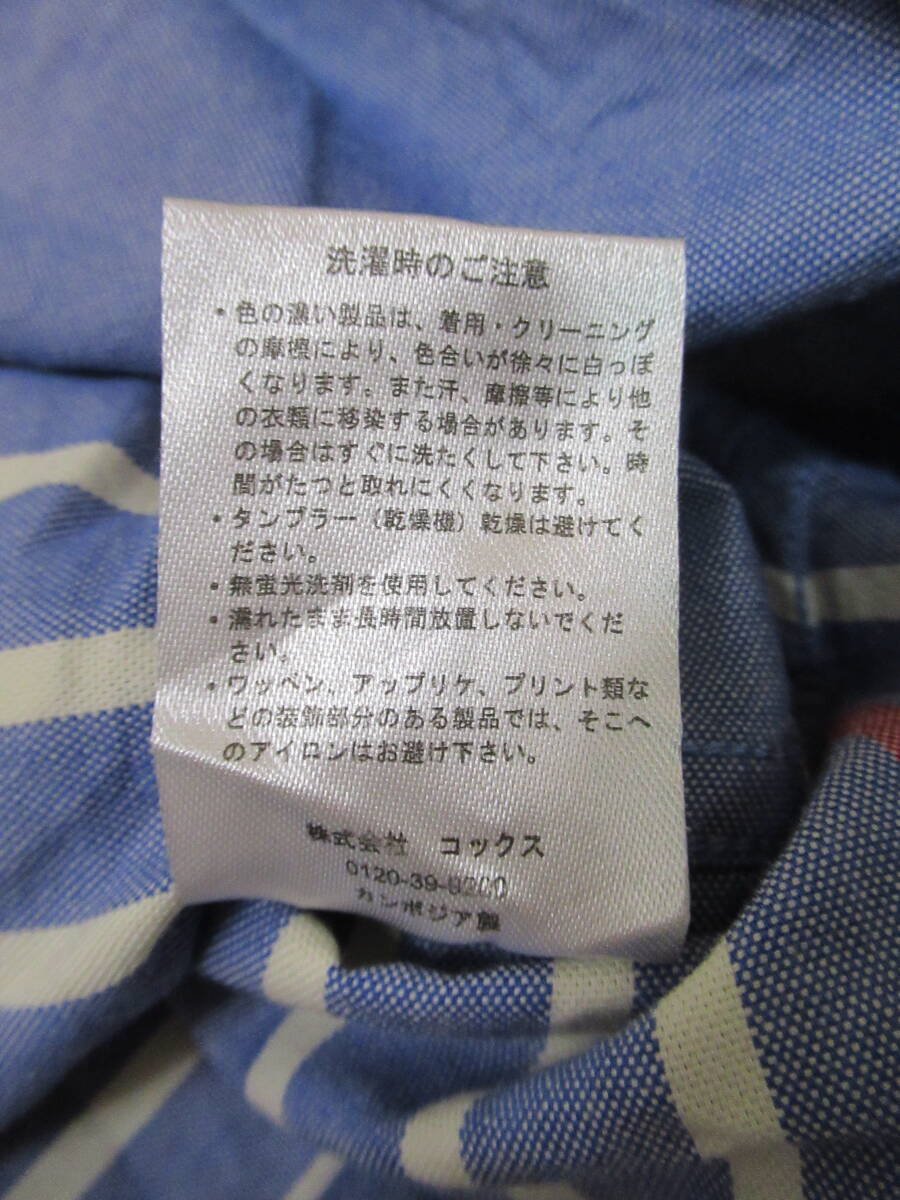 洗濯時のご注意
・色の濃い製品は、着用・クリーニング
の摩擦により、色合いが徐々に白っぽ
くなります。また汗、摩擦等により他
の衣類に移染する場合があります。そ
の場合はすぐに洗たくして下さい。時
間がたつと取れにくくなります。
・タンブラー（乾燥機）乾燥は避けてく
ださい。
・無蛍光洗剤を使用してください。
・濡れたまま長時間放置しないでくだ
さい。
・ワッペン、アップリケ、プリント類な
どの装飾部分のある製品では、そこへ
のアイロンはお避け下さい。
株式会社 コックス
0120-39-
カンボジア製